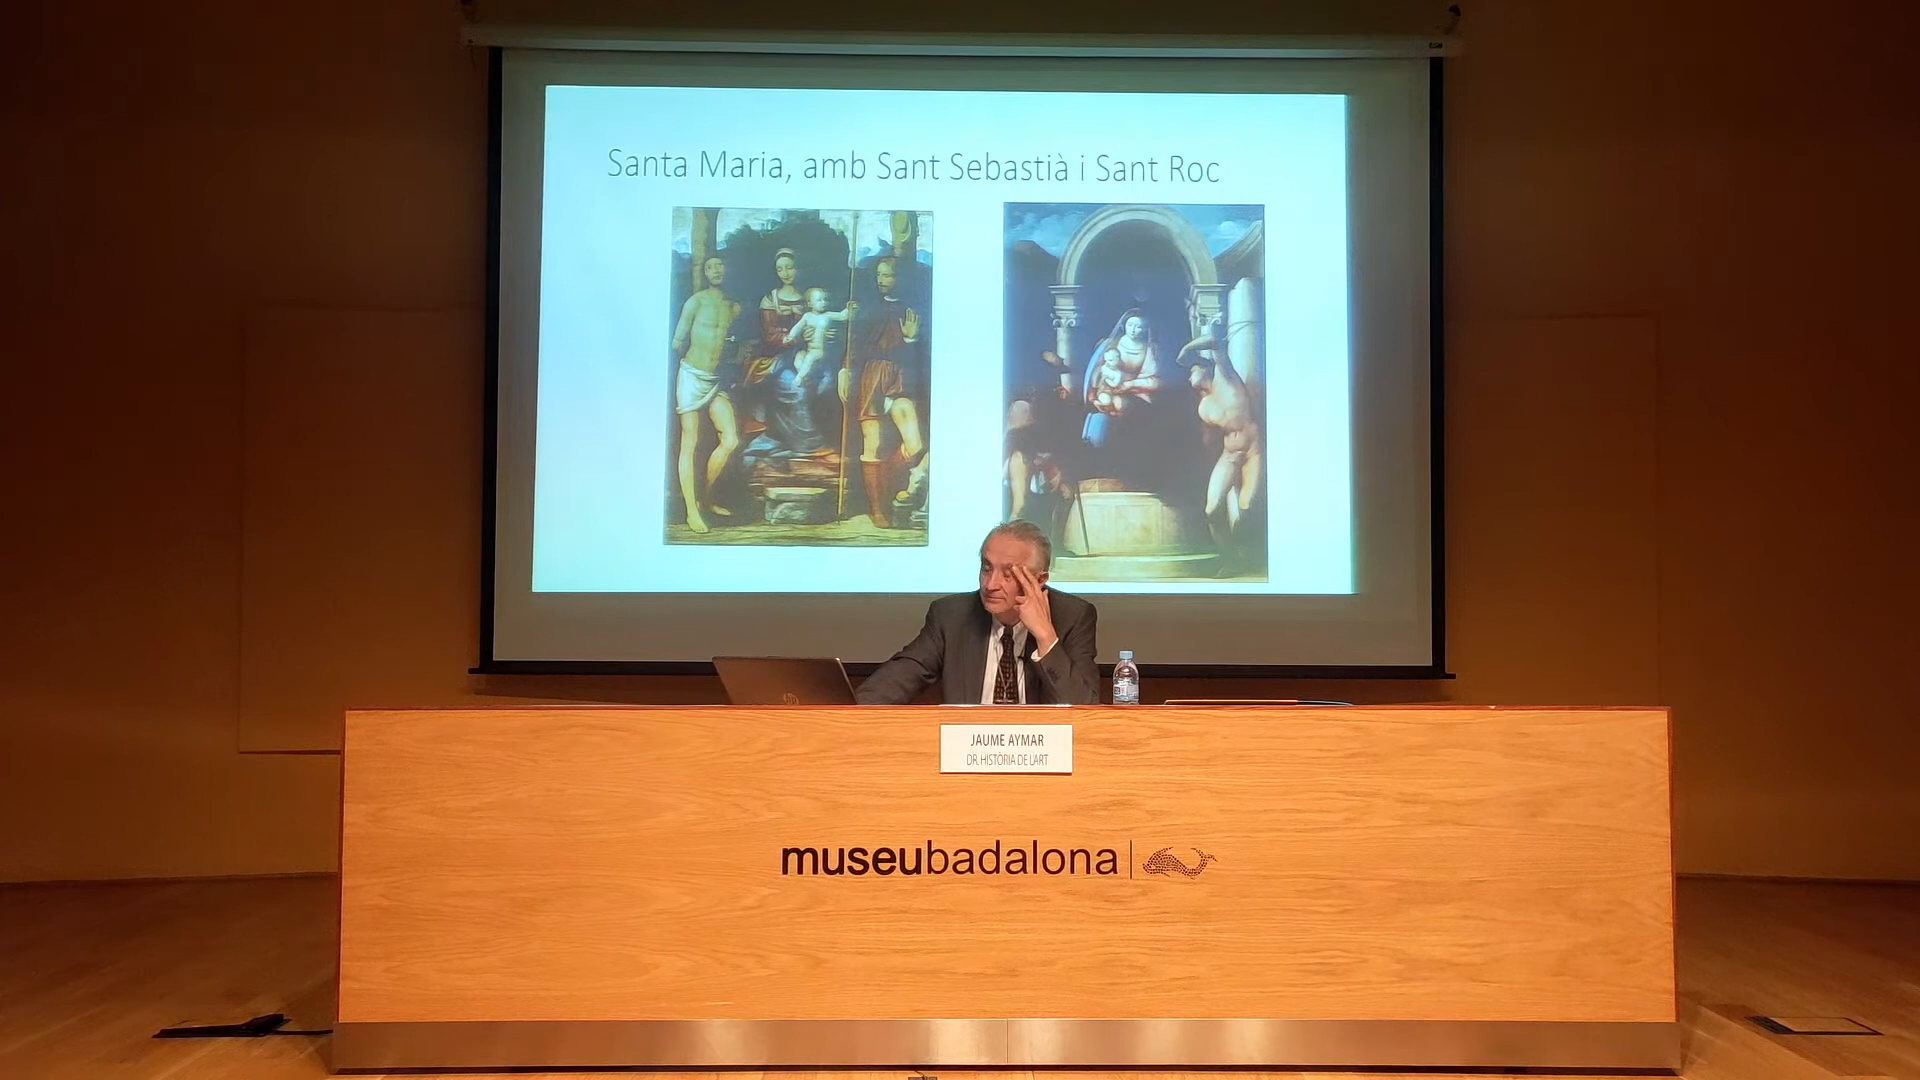 Santa Maria, amb Sant Sebastià i Sant Roc
JAUME AYMAR
DR. HISTÒRIA DE L'ART
museubadalona